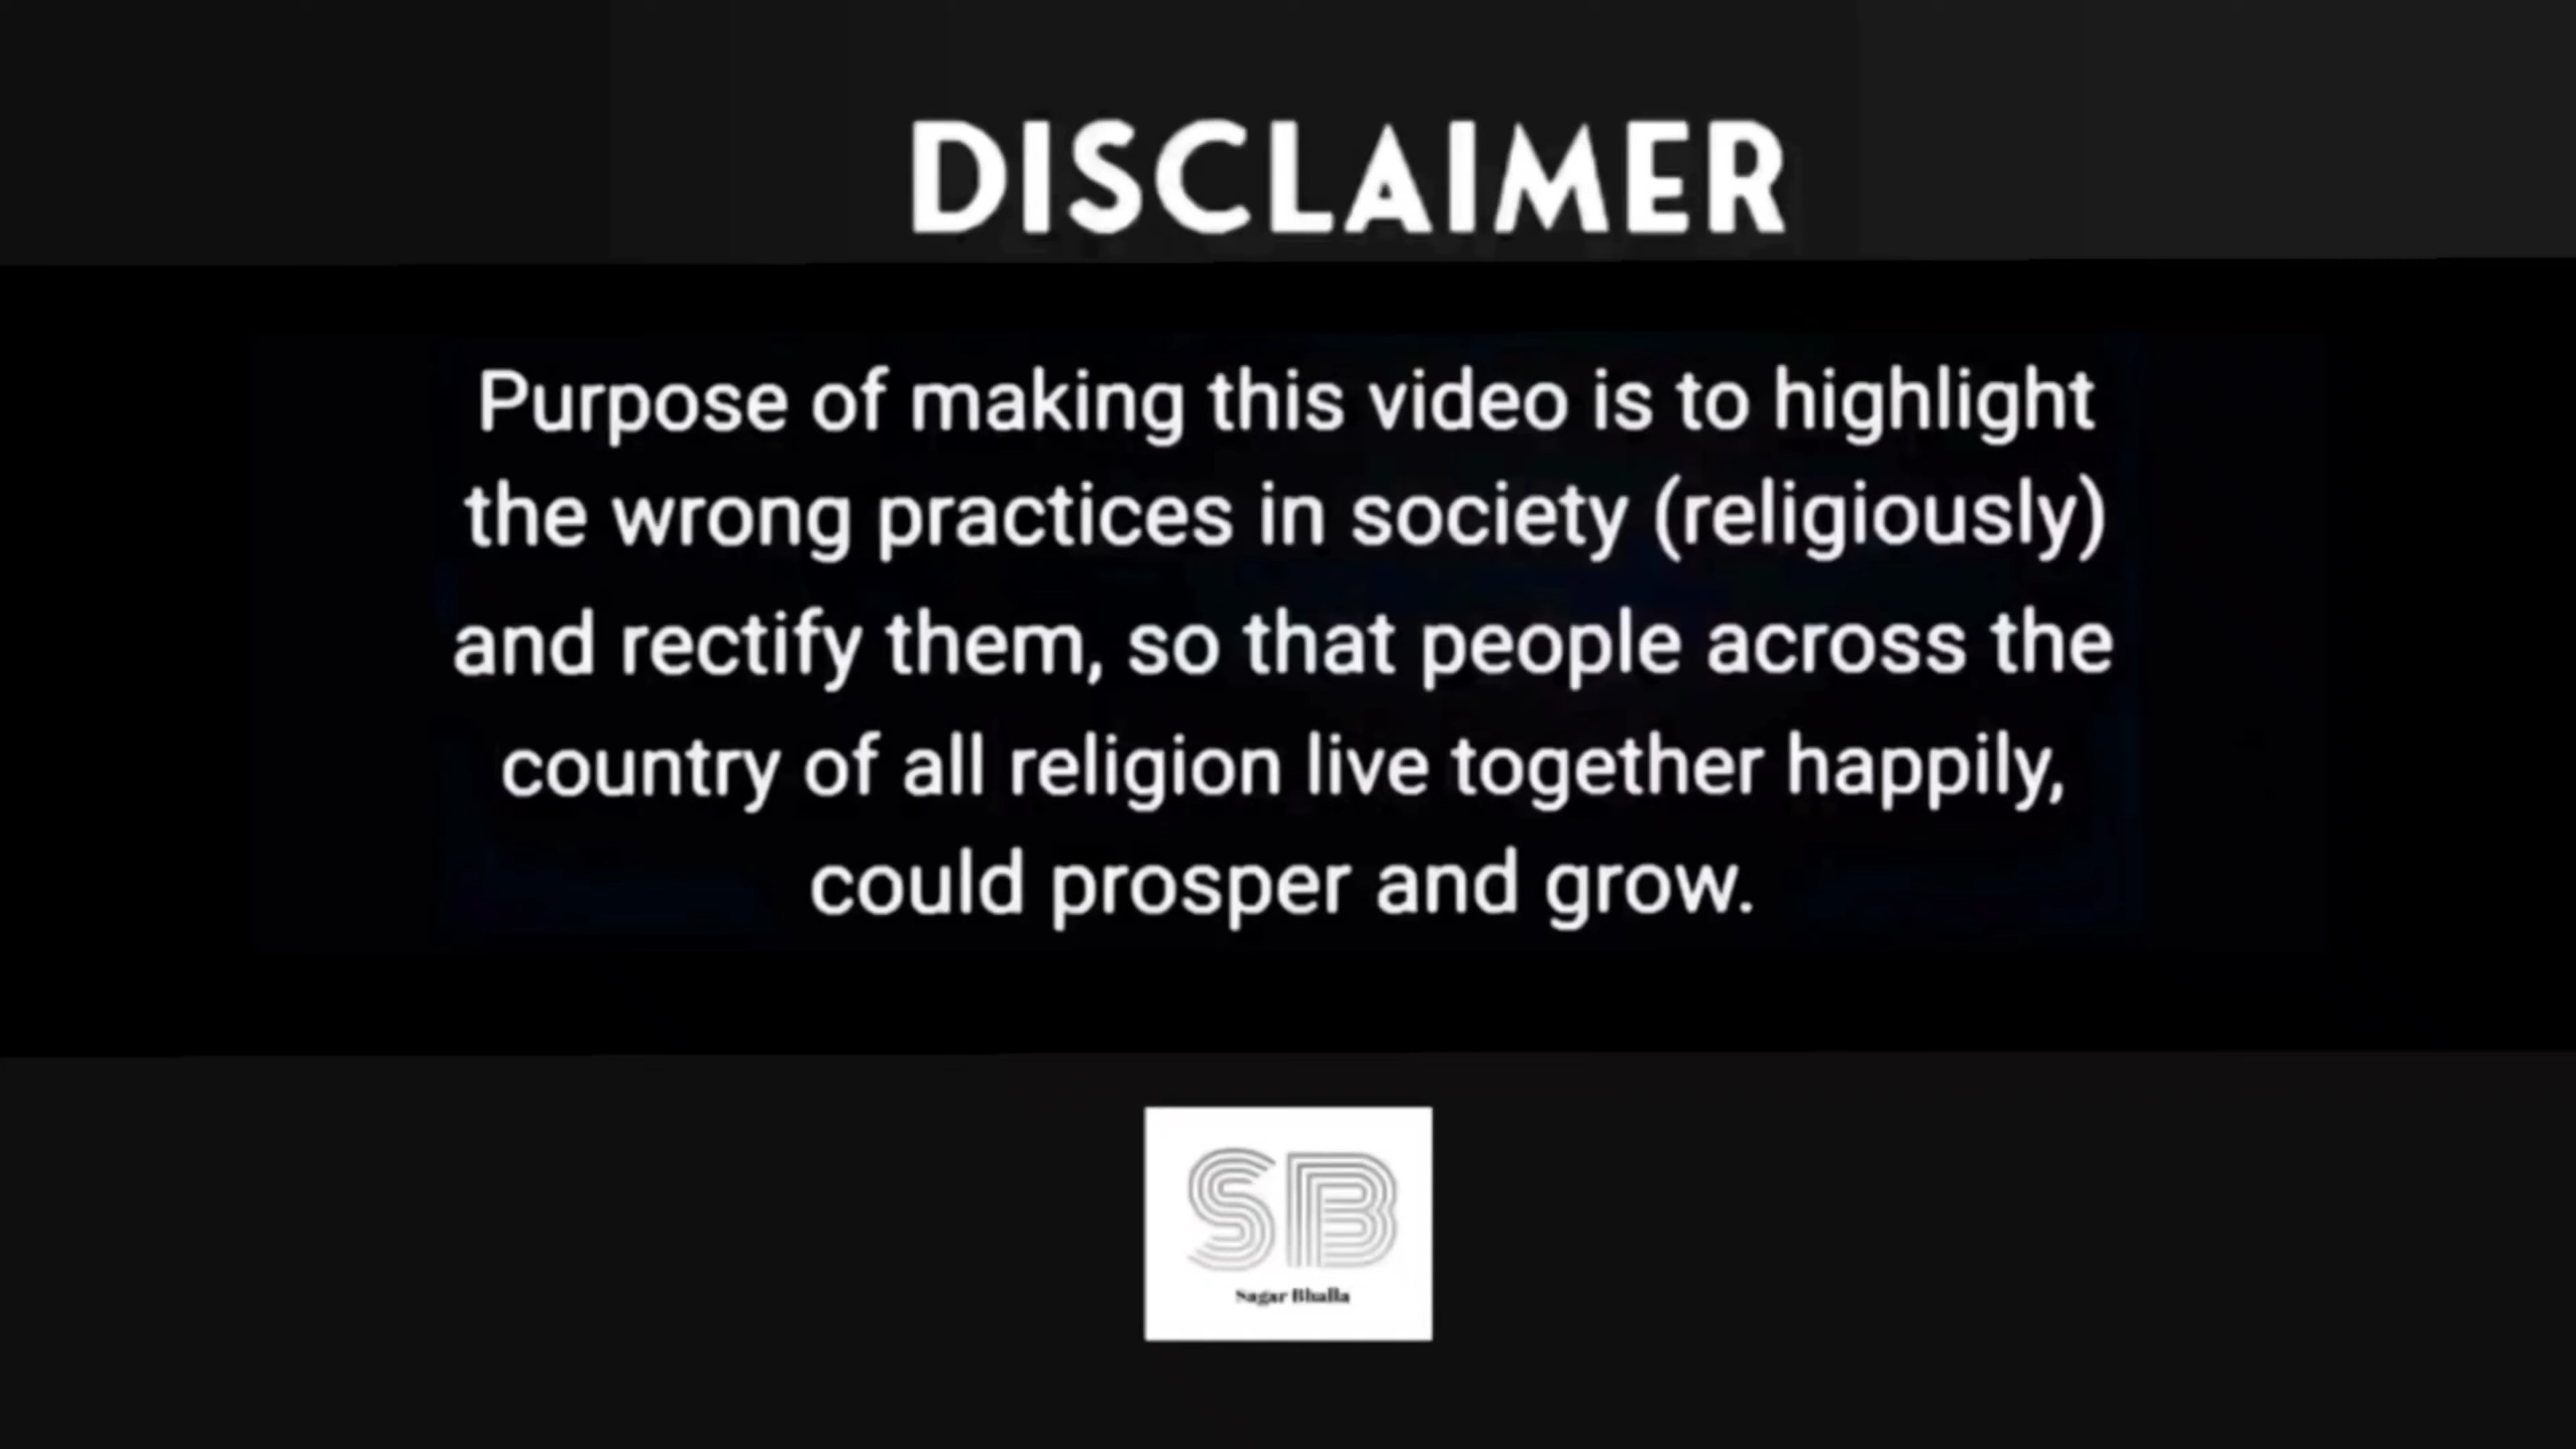 DISCLAIMER
Purpose of making this video is to highlight
the wrong practices in society (religiously)
and rectify them, so that people across the
country of all religion live together happily,
could prosper and grow.
SB
Sagar Bhalla